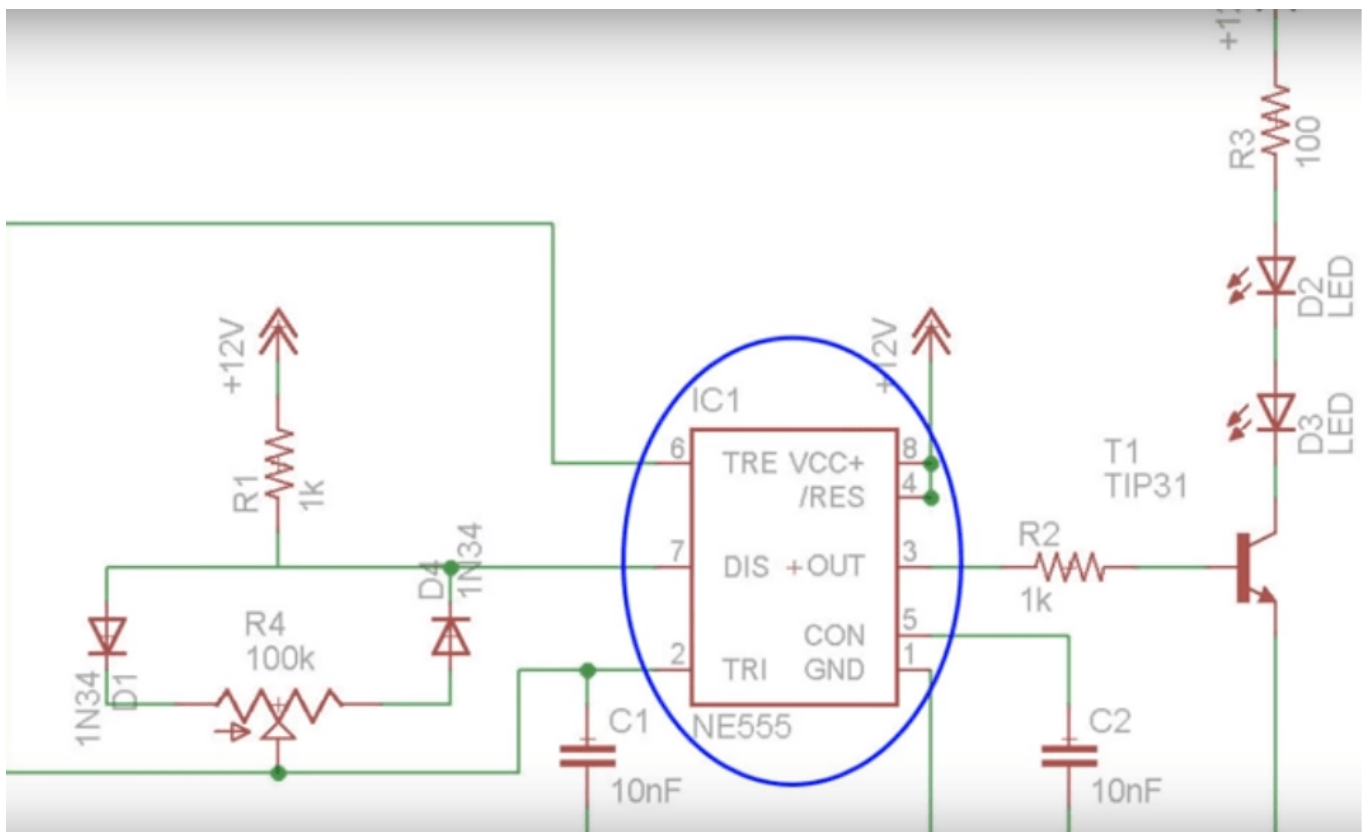 +12
R3
100
D2
LED
D3
LED
+12V
R1
1k
+12V
IC1
6
TRE
VCC+
8
/RES
4
7
DIS
+OUT
3
CON
5
2
TRI
GND
1
NE555
D4
1N34
R4
100k
1N34
D1
C1
10nF
R2
1k
T1
TIP31
C2
10nF